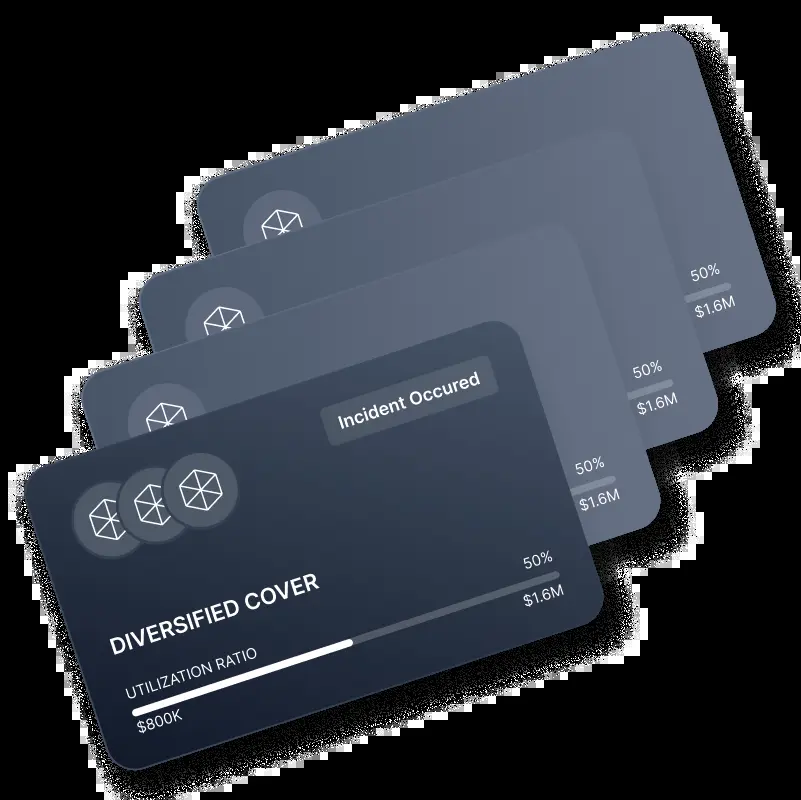 50%
$1.6M
50%
$1.6M
50%
$1.6M
Incident Occured
DIVERSIFIED COVER
UTILIZATION RATIO
50%
$800K
$1.6M